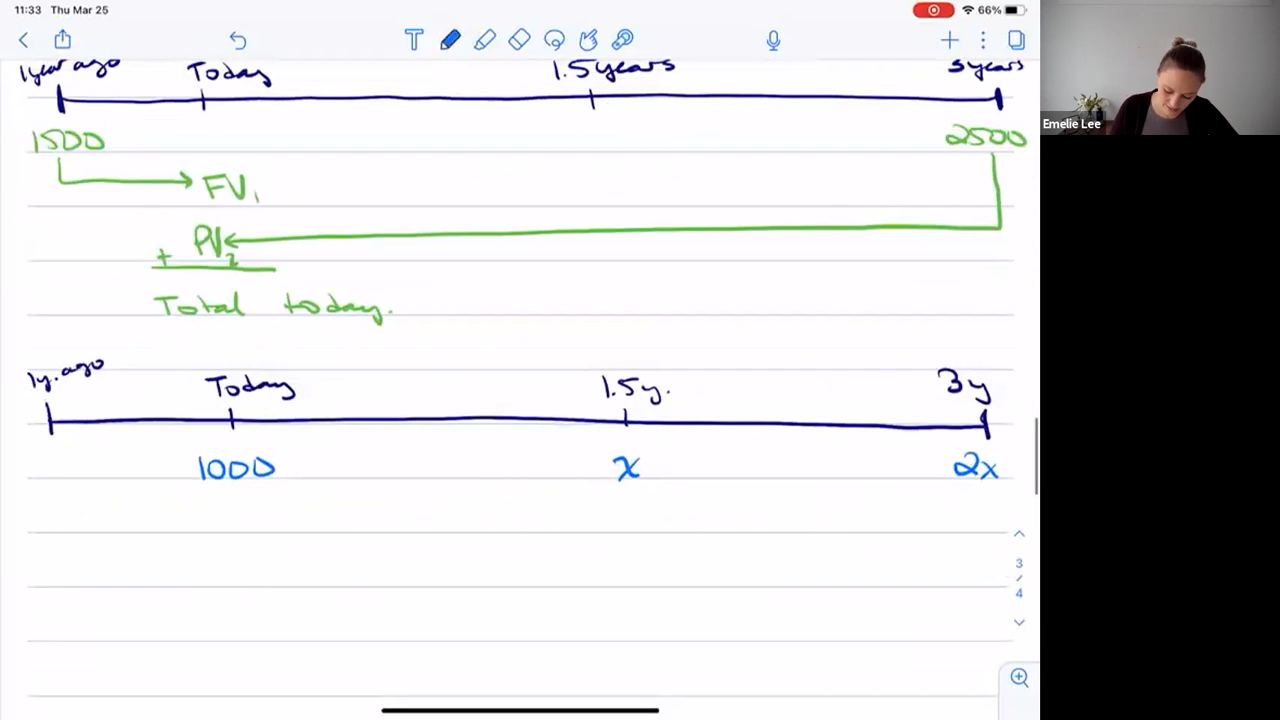 11:33 Thu Mar 25
66%
T
1year ago Today 1.5years 5years
1500 2500
FV1
+ PV2
Total today.
1y.ago Today 1.5y. 3y
1000 x 2x
3
/
4
Emelie Lee